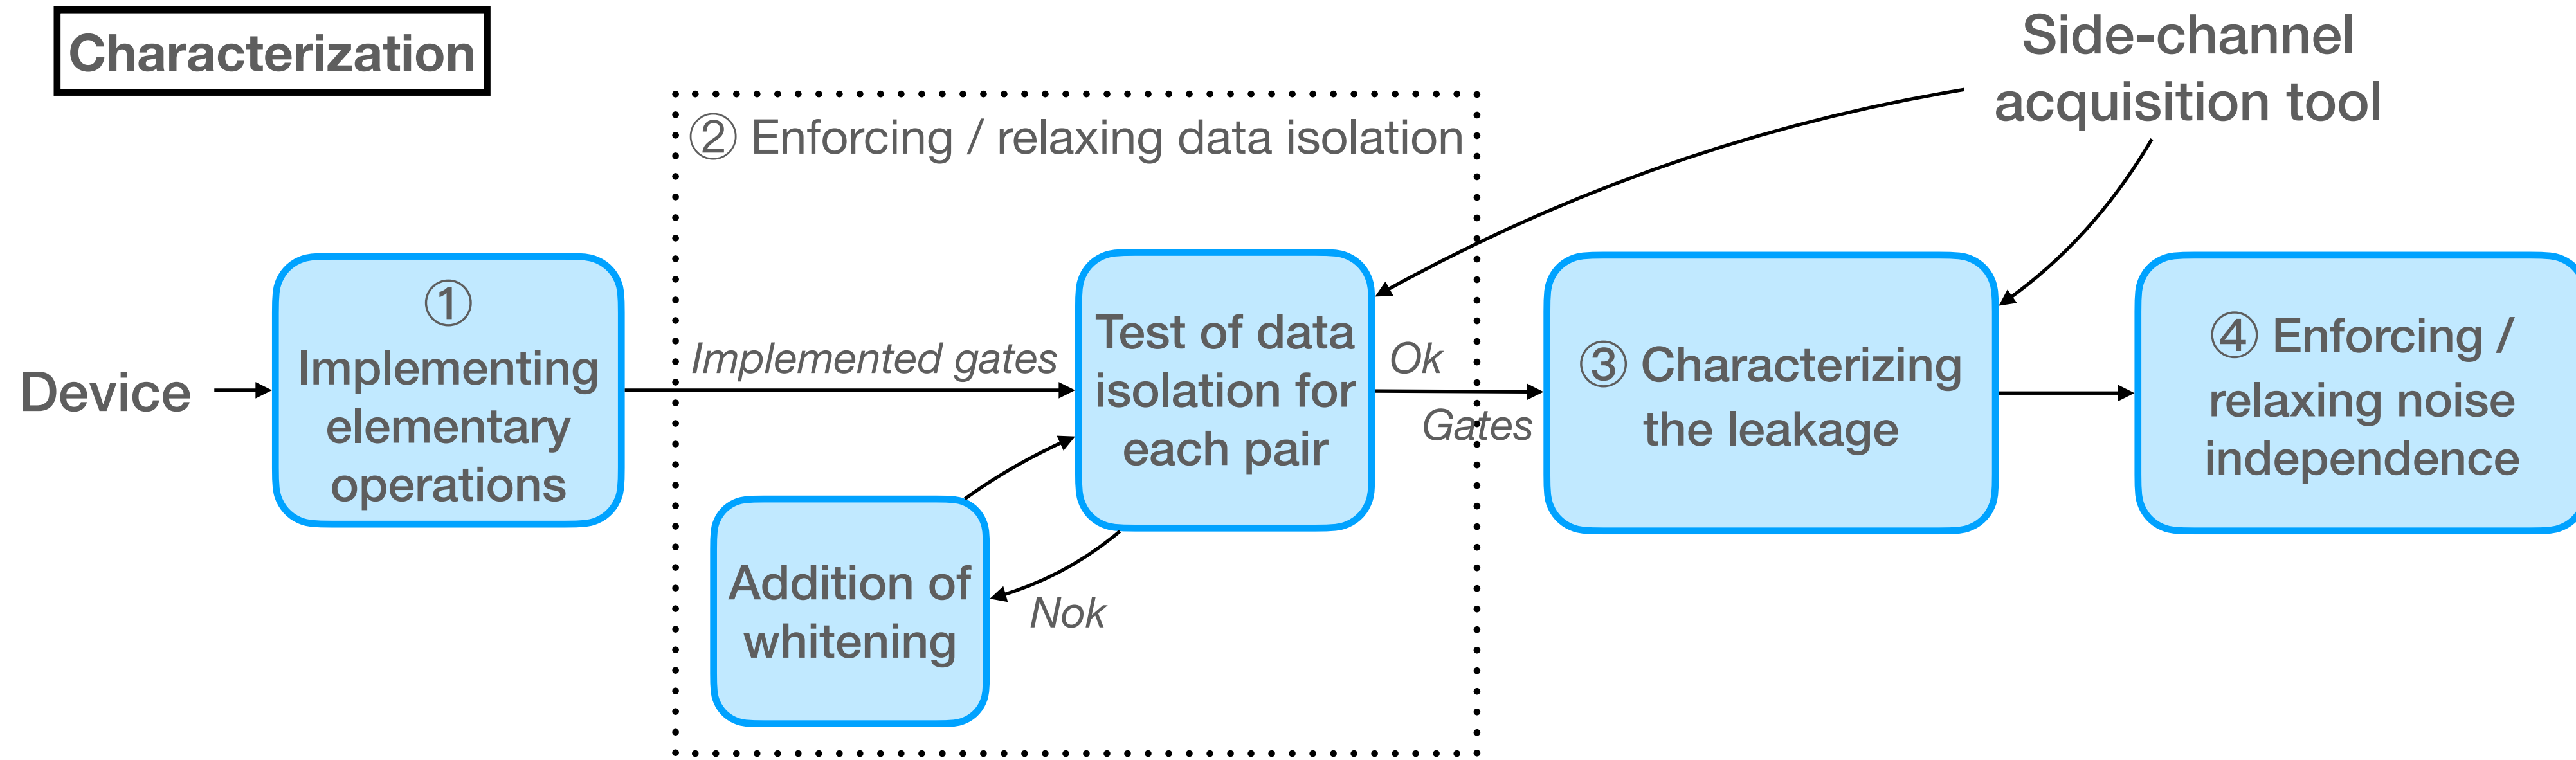 Characterization
Side-channel
acquisition tool
② Enforcing / relaxing data isolation
Device
①
Implementing
elementary
operations
Implemented gates
Test of data
isolation for
each pair
Ok
Gates
Addition of
whitening
Nok
③ Characterizing
the leakage
④ Enforcing /
relaxing noise
independence